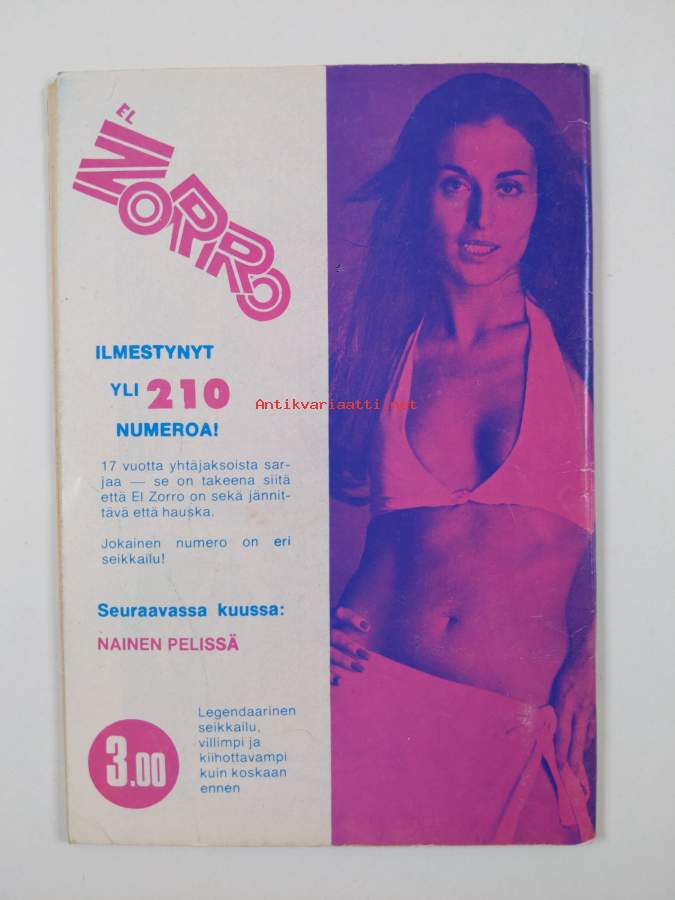 EL
ZORRO
ILMESTYNYT
YLI 210
NUMEROA!
Antikvariaatti.net
17 vuotta yhtäjaksoista sar-
jaa — se on takeena siitä
että El Zorro on sekä jännit-
tävä että hauska.
Jokainen numero on eri
seikkailu!
Seuraavassa kuussa:
NAINEN PELISSÄ
3.00
Legendaarinen
seikkailu,
villimpi ja
kiihottavampi
kuin koskaan
ennen